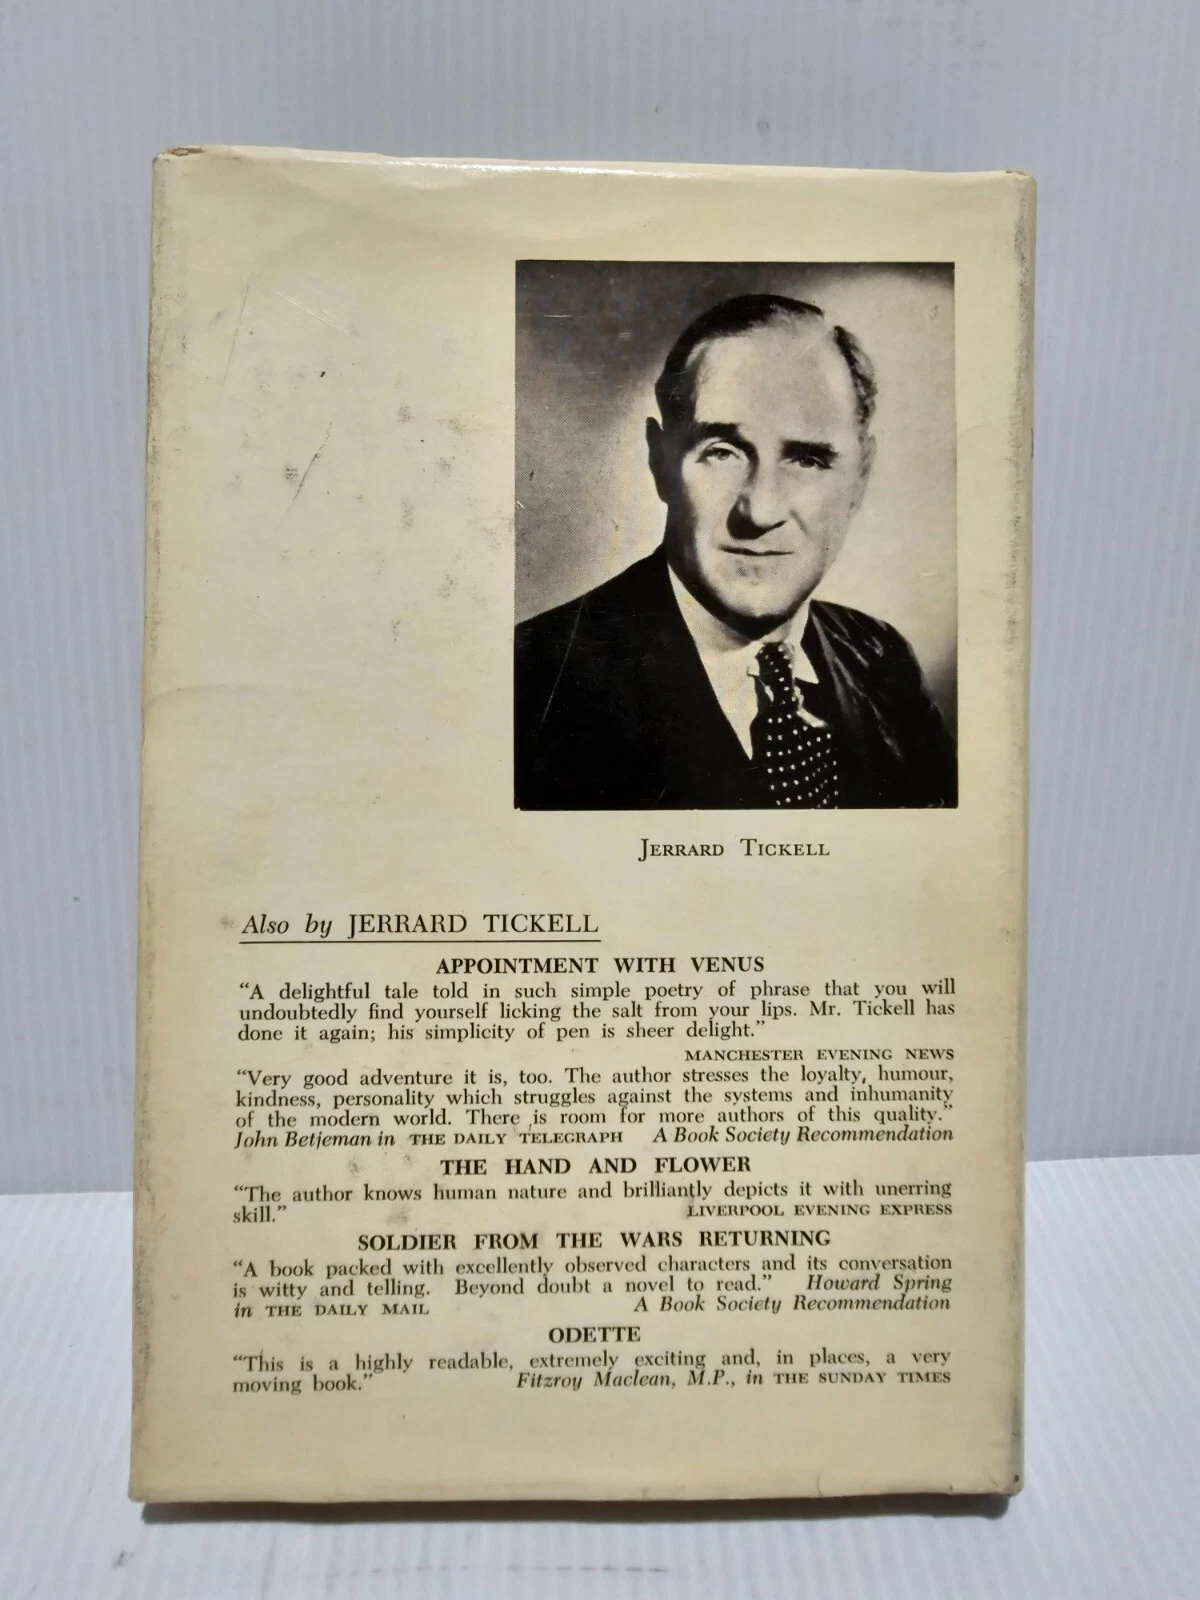 JERRARD TICKELL
Also by JERRARD TICKELL
APPOINTMENT WITH VENUS
“A delightful tale told in such simple poetry of phrase that you will
undoubtedly find yourself licking the salt from your lips. Mr. Tickell has
done it again; his simplicity of pen is sheer delight.”
MANCHESTER EVENING NEWS
“Very good adventure it is, too. The author stresses the loyalty, humour,
kindness, personality which struggles against the systems and inhumanity
of the modern world. There is room for more authors of this quality.”
John Betjeman in THE DAILY TELEGRAPH A Book Society Recommendation
THE HAND AND FLOWER
“The author knows human nature and brilliantly depicts it with unerring
skill.” LIVERPOOL EVENING EXPRESS
SOLDIER FROM THE WARS RETURNING
“A book packed with excellently observed characters and its conversation
is witty and telling. Beyond doubt a novel to read.” Howard Spring
in THE DAILY MAIL A Book Society Recommendation
ODETTE
“This is a highly readable, extremely exciting and, in places, a very
moving book.” Fitzroy Maclean, M.P., in THE SUNDAY TIMES